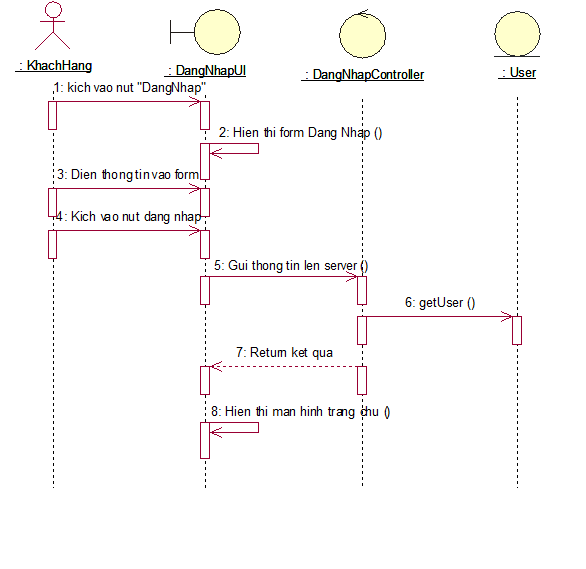 : KhachHang
: DangNhapUI
: DangNhapController
: User
1: kich vao nut "DangNhap"
2: Hien thi form Dang Nhap ()
3: Dien thong tin vao form
4: Kich vao nut dang nhap
5: Gui thong tin len server ()
6: getUser ()
7: Return ket qua
8: Hien thi man hinh trang chu ()